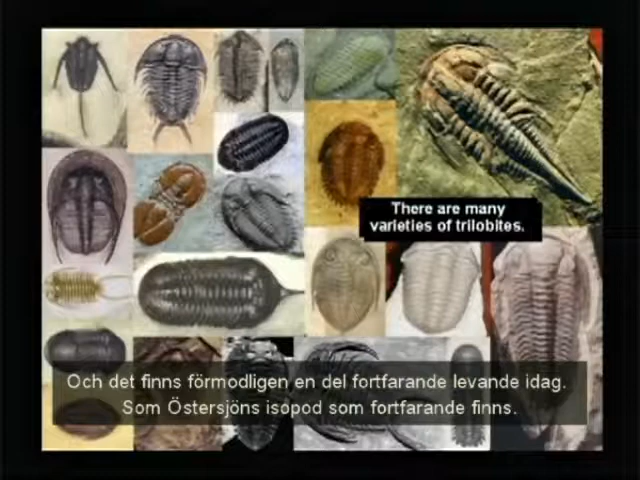 There are many
varieties of trilobites.
Och det finns förmodligen en del fortfarande levande idag.
Som Östersjöns isopod som fortfarande finns.